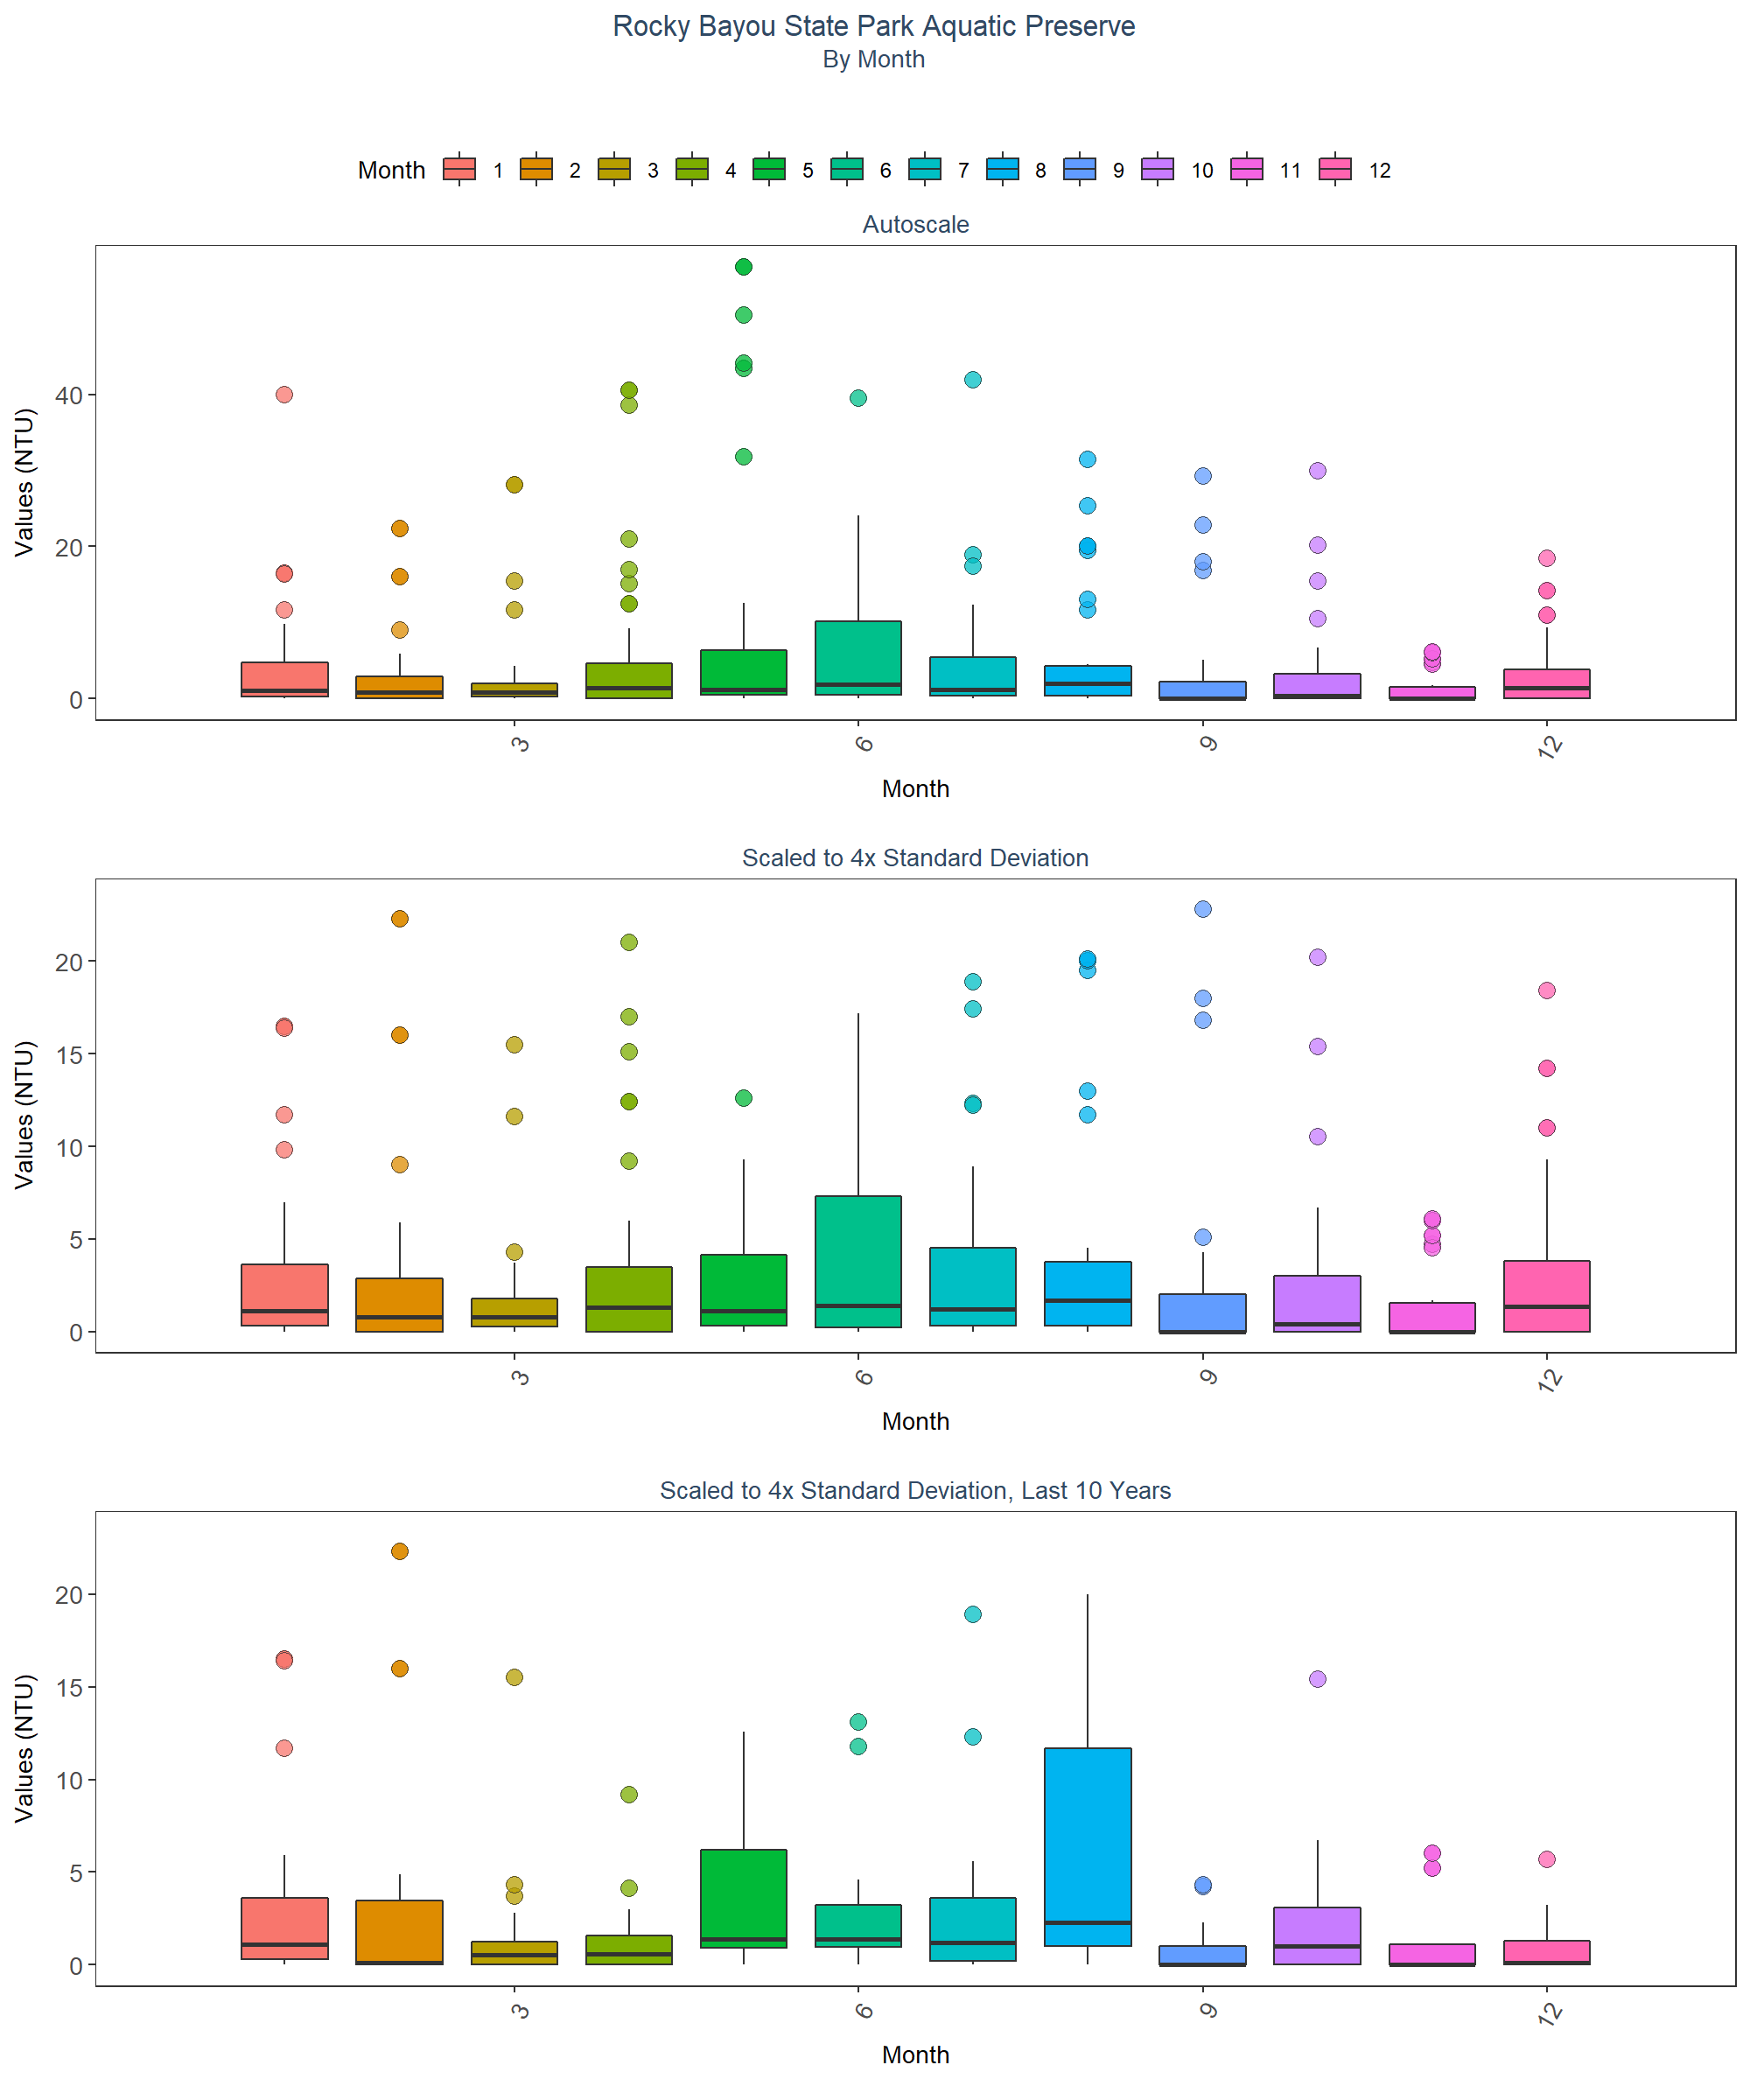 Rocky Bayou State Park Aquatic Preserve
By Month
Month 1 2 3 4 5 6 7 8 9 10 11 12
Autoscale
Values (NTU)
40
20
0
3 6 9 12
Month
Scaled to 4x Standard Deviation
Values (NTU)
20
15
10
5
0
3 6 9 12
Month
Scaled to 4x Standard Deviation, Last 10 Years
Values (NTU)
20
15
10
5
0
3 6 9 12
Month